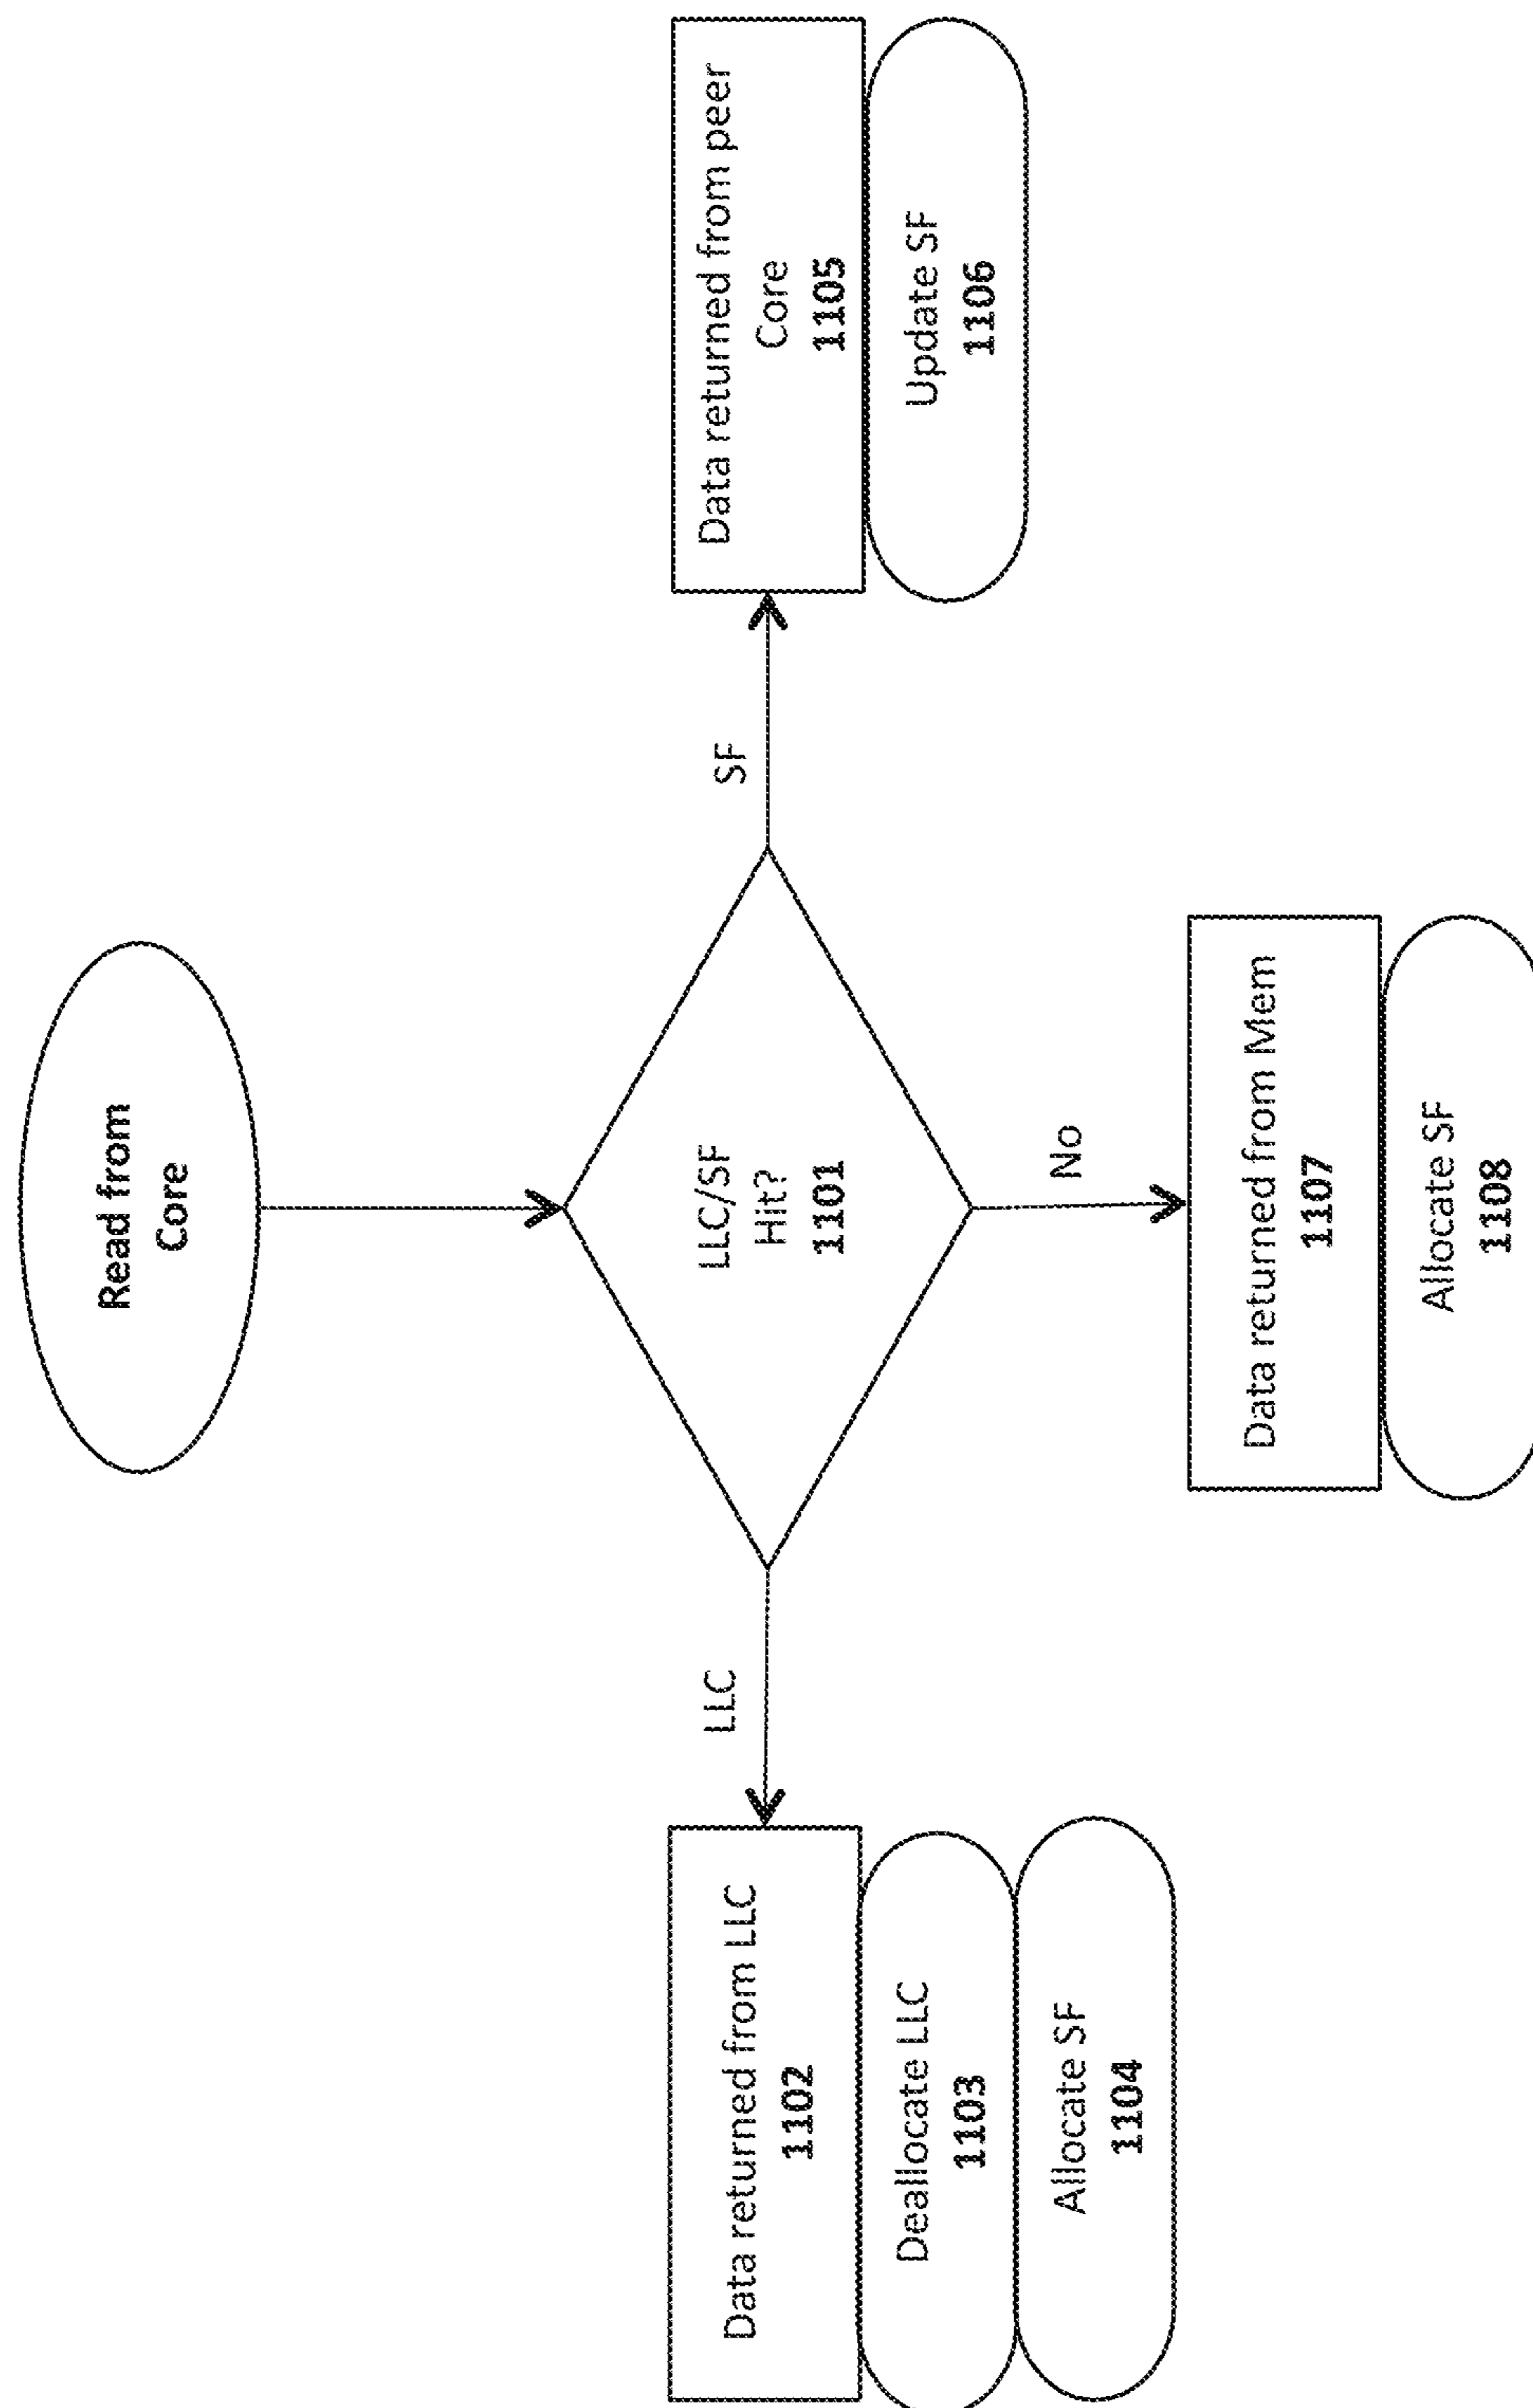 Read from
Core
LLC/SF
Hit?
1101
LLC
SF
No
Data returned from LLC
1102
Deallocate LLC
1103
Allocate SF
1104
Data returned from peer
Core
1105
Update SF
1106
Data returned from Mem
1107
Allocate SF
1108